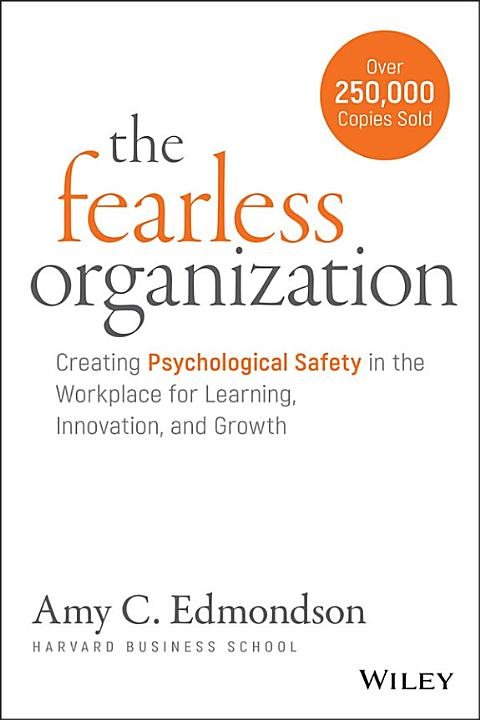 Over
250,000
Copies Sold
the
fearless
organization
Creating Psychological Safety in the
Workplace for Learning,
Innovation, and Growth
Amy C. Edmondson
HARVARD BUSINESS SCHOOL
WILEY